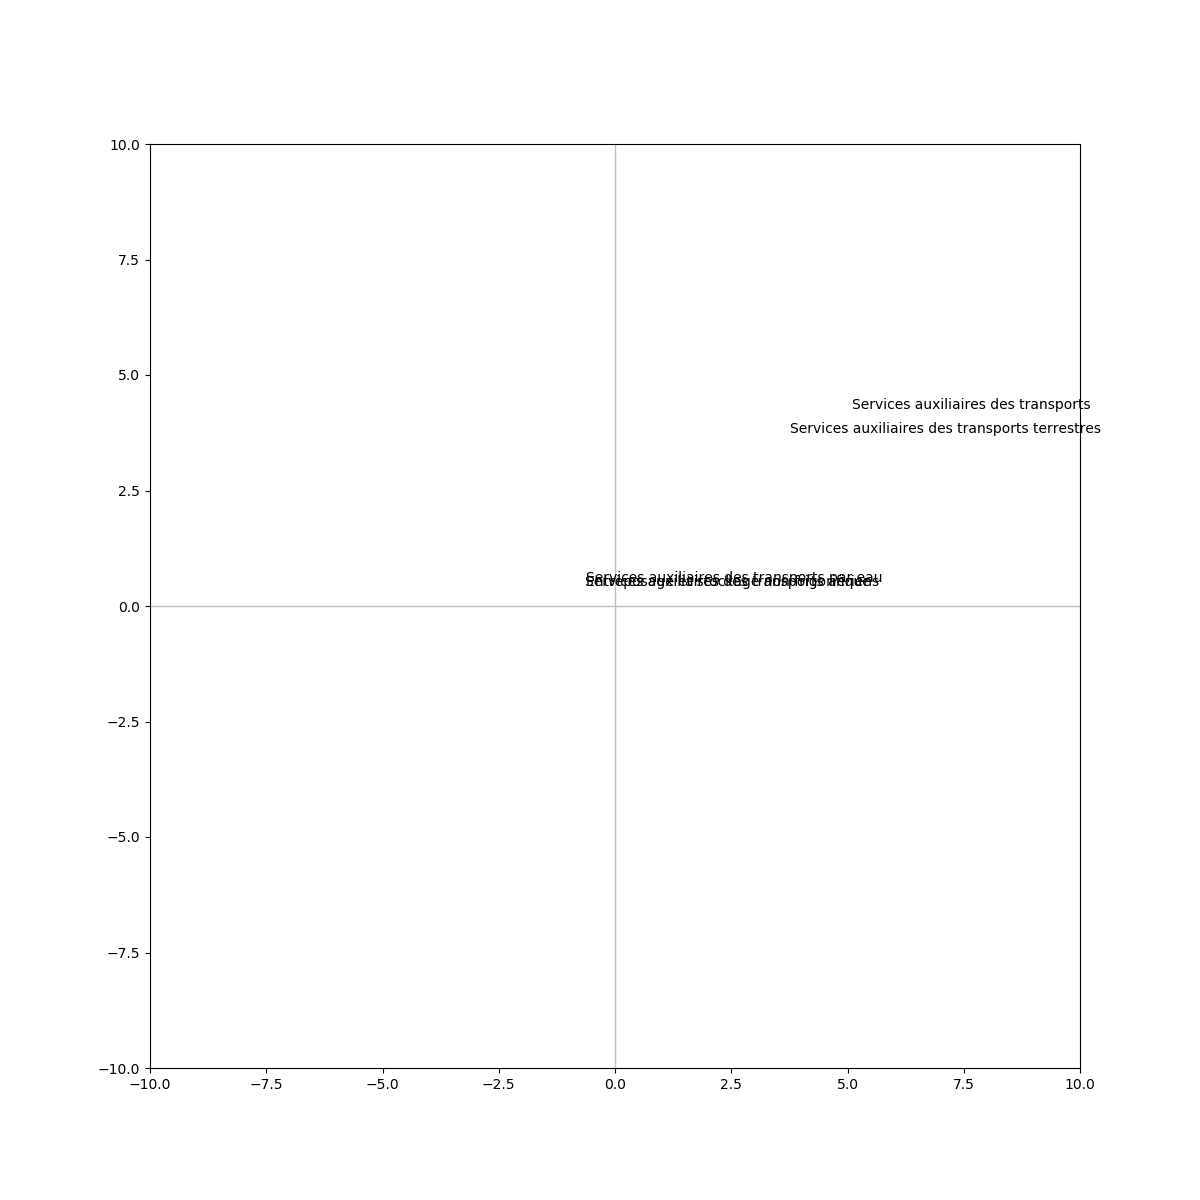 10.0
7.5
5.0
Services auxiliaires des transports
Services auxiliaires des transports terrestres
2.5
Services auxiliaires des transports par eau
0.0
−2.5
−5.0
−7.5
−10.0
−10.0 −7.5 −5.0 −2.5 0.0 2.5 5.0 7.5 10.0